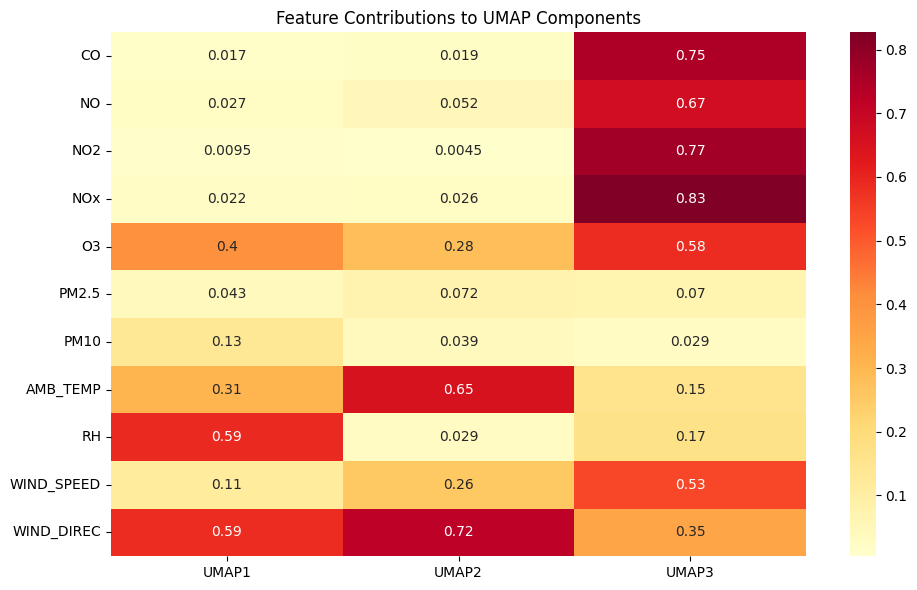 Feature Contributions to UMAP Components
CO 0.017 0.019 0.75
NO 0.027 0.052 0.67
NO2 0.0095 0.0045 0.77
NOx 0.022 0.026 0.83
O3 0.4 0.28 0.58
PM2.5 0.043 0.072 0.07
PM10 0.13 0.039 0.029
AMB_TEMP 0.31 0.65 0.15
RH 0.59 0.029 0.17
WIND_SPEED 0.11 0.26 0.53
WIND_DIREC 0.59 0.72 0.35
UMAP1 UMAP2 UMAP3
0.8
0.7
0.6
0.5
0.4
0.3
0.2
0.1